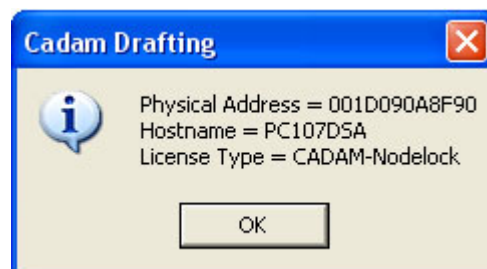 Cadam Drafting
Physical Address = 001D090A8F90
Hostname = PC107DSA
License Type = CADAM-Nodelock
OK